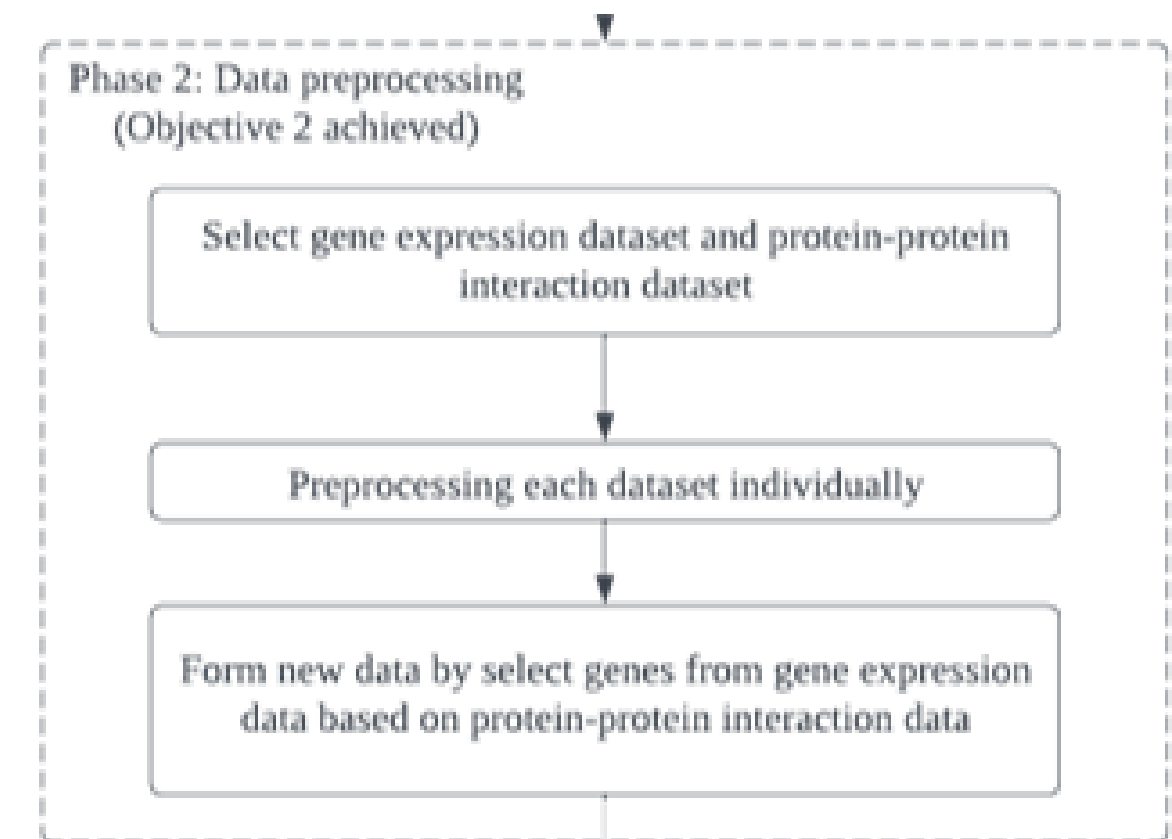 Phase 2: Data preprocessing
(Objective 2 achieved)
Select gene expression dataset and protein-protein
interaction dataset
Preprocessing each dataset individually
Form new data by select genes from gene expression
data based on protein-protein interaction data